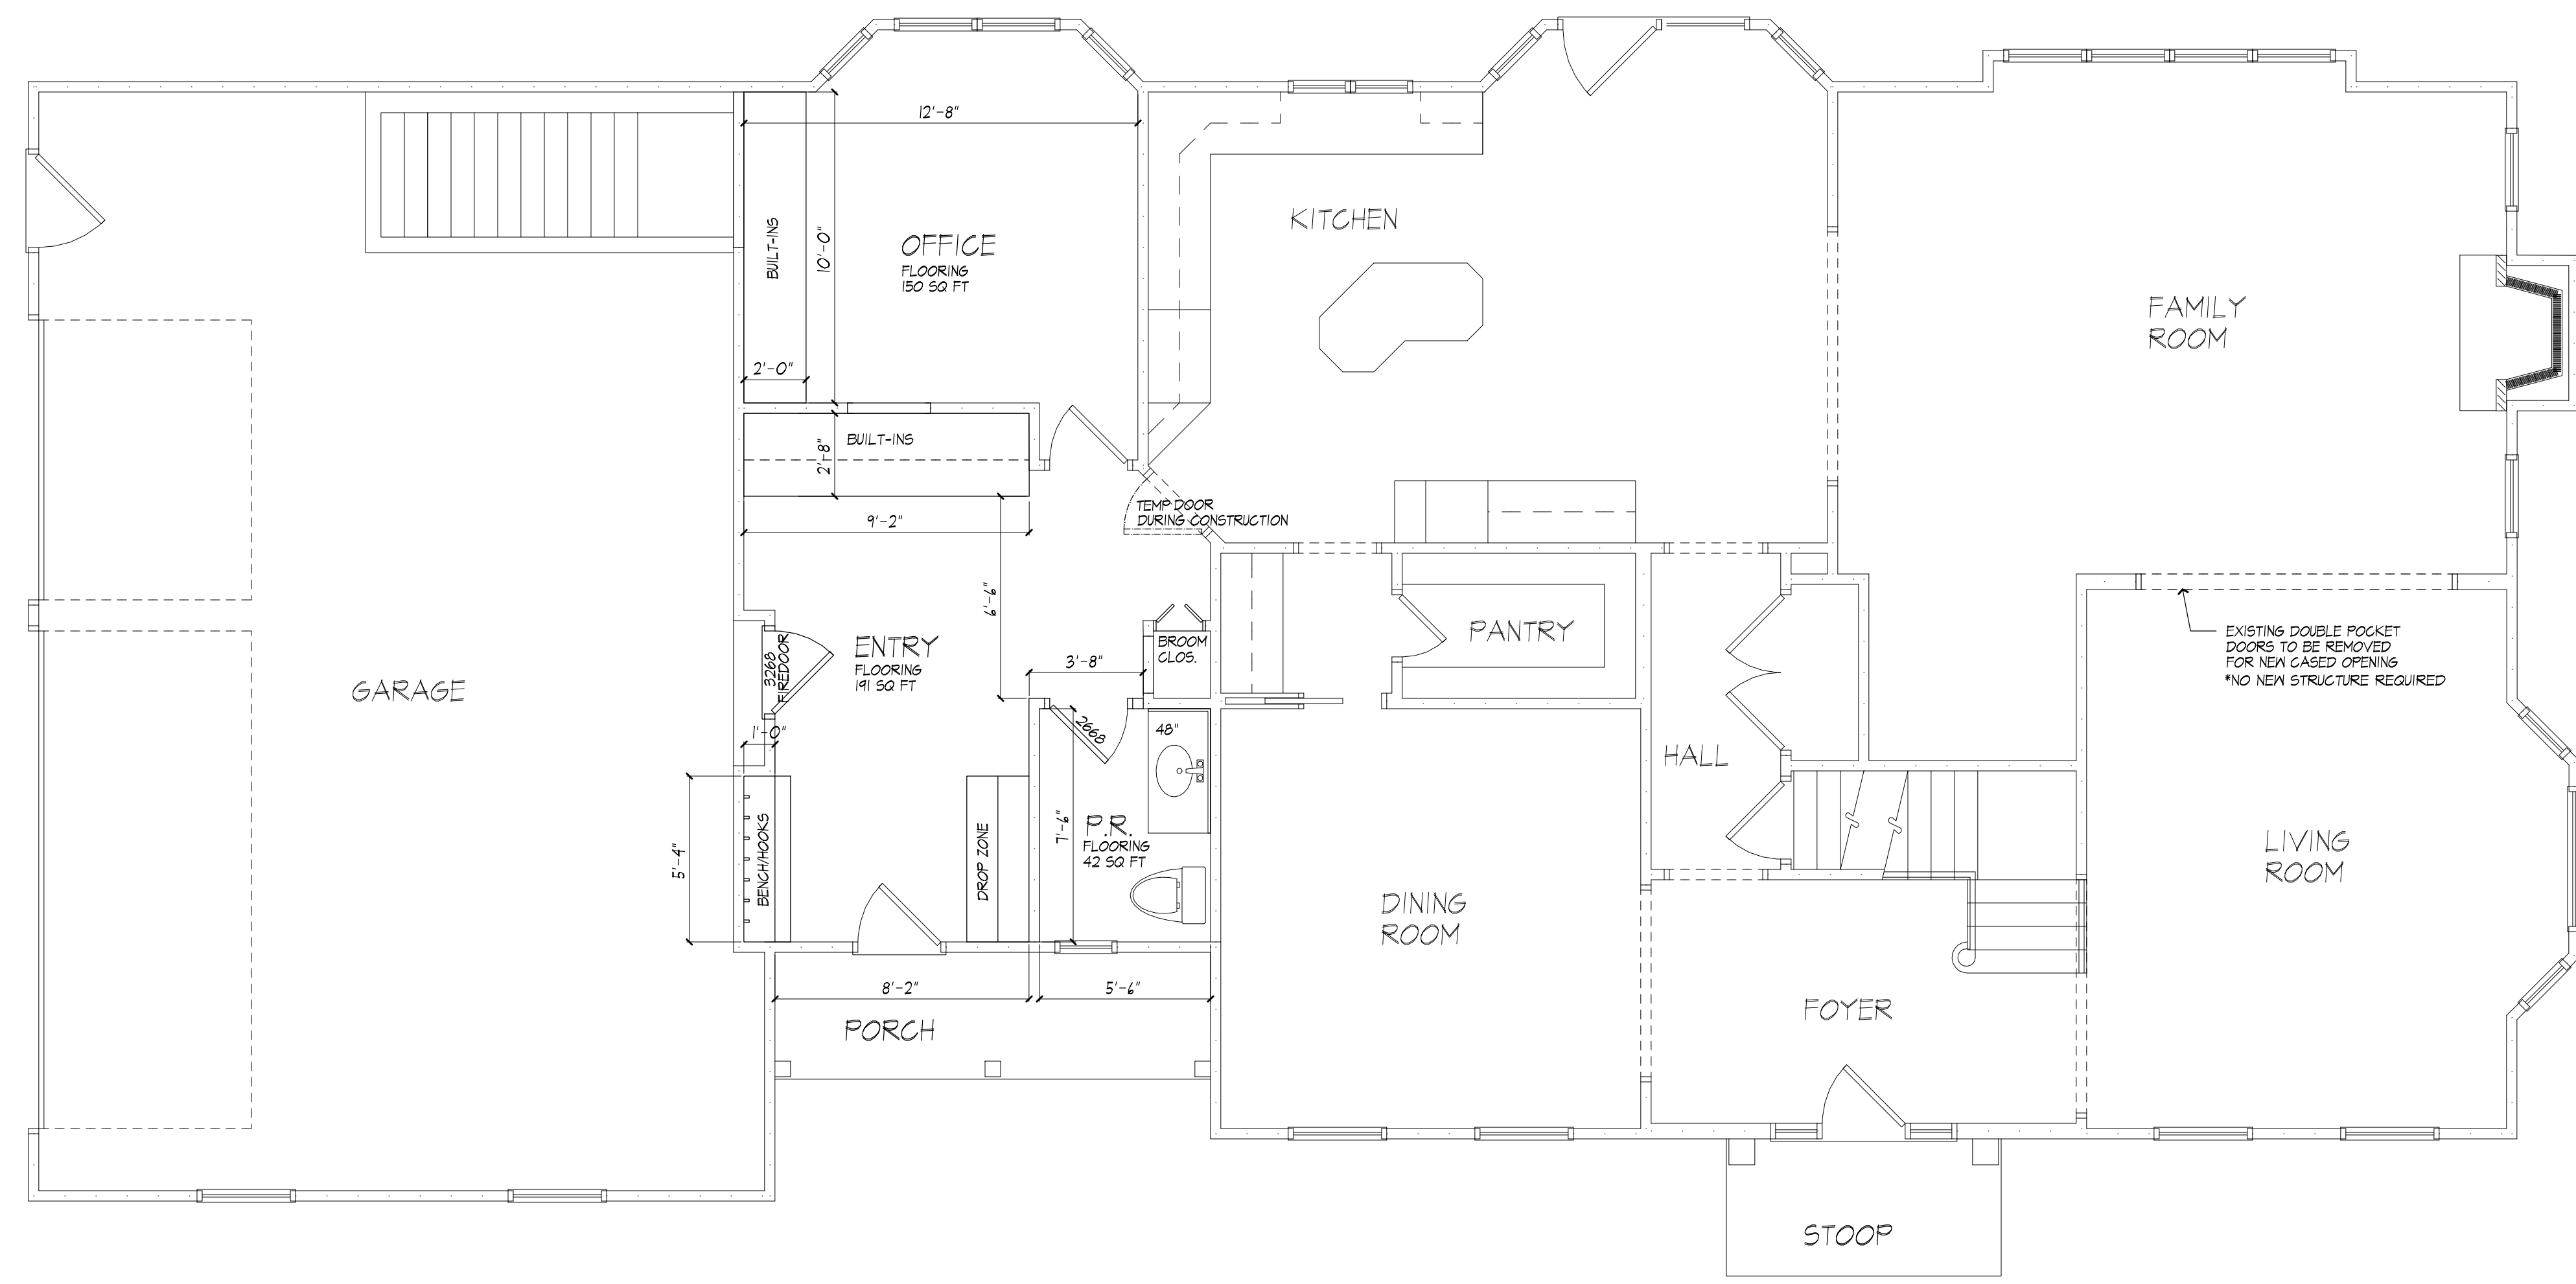 12'-8"
BUILT-INS
10'-0"
OFFICE
FLOORING
150 SQ FT
2'-0"
KITCHEN
FAMILY
ROOM
BUILT-INS
2'-8"
9'-2"
TEMP DOOR
DURING CONSTRUCTION
6'-6"
3268
FIREDOOR
ENTRY
FLOORING
191 SQ FT
3'-8"
BROOM
CLOS.
PANTRY
EXISTING DOUBLE POCKET
DOORS TO BE REMOVED
FOR NEW CASED OPENING
*NO NEW STRUCTURE REQUIRED
GARAGE
1'-0"
2668
48"
HALL
5'-4"
BENCH/HOOKS
DROP ZONE
7'-6"
P.R.
FLOORING
42 SQ FT
LIVING
ROOM
DINING
ROOM
8'-2"
5'-6"
PORCH
FOYER
STOOP